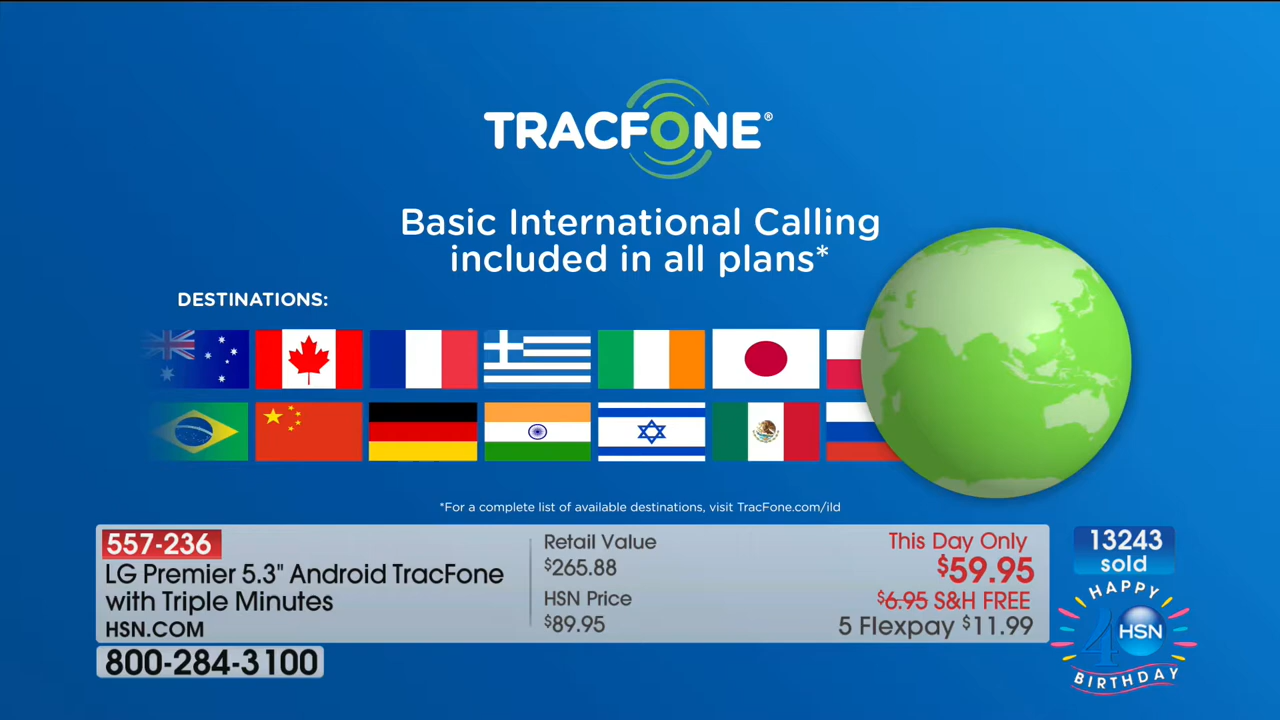 TRACFONE®
Basic International Calling
included in all plans*
DESTINATIONS:
*For a complete list of available destinations, visit TracFone.com/ild
557-236
LG Premier 5.3" Android TracFone
with Triple Minutes
HSN.COM
800-284-3100
Retail Value
$265.88
HSN Price
$89.95
This Day Only
$59.95
$6.95 S&H FREE
5 Flexpay $11.99
13243
sold
HAPPY
40
HSN
BIRTHDAY